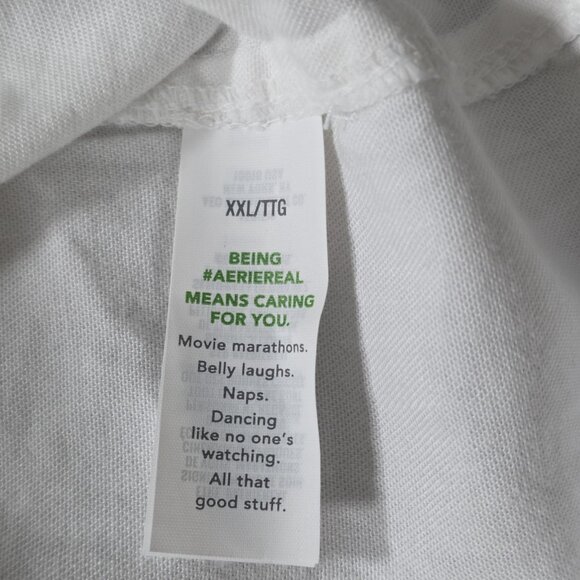 XXL/TTG
BEING
#AERIEREAL
MEANS CARING
FOR YOU.
Movie marathons.
Belly laughs.
Naps.
Dancing
like no one's
watching.
All that
good stuff.